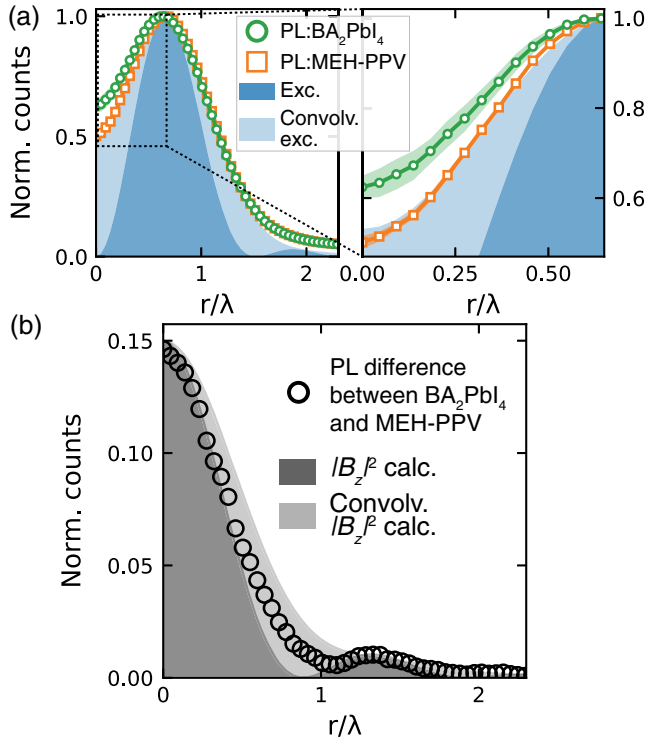 (a)
PL:BA₂PbI₄
PL:MEH-PPV
Exc.
Convolv.
exc.
Norm. counts
1.0
0.5
0.0
0
1
2
r/λ
1.0
0.8
0.6
0.00
0.25
0.50
r/λ
(b)
Norm. counts
0.15
0.10
0.05
0.00
0
1
2
r/λ
PL difference
between BA₂PbI₄
and MEH-PPV
|B_z|² calc.
Convolv.
|B_z|² calc.